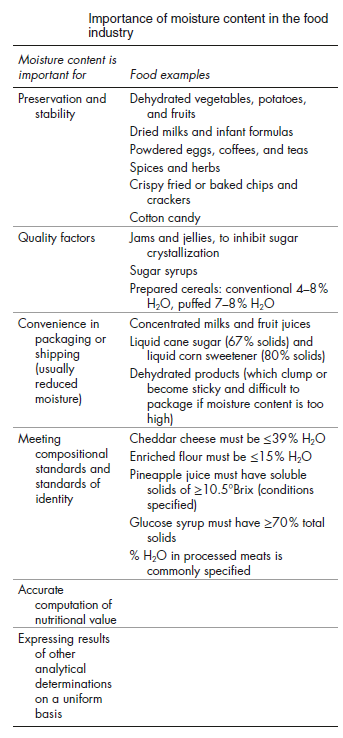 Importance of moisture content in the food
industry
Moisture content is
important for Food examples
Preservation and Dehydrated vegetables, potatoes,
stability and fruits
Dried milks and infant formulas
Powdered eggs, coffees, and teas
Spices and herbs
Crispy fried or baked chips and
crackers
Cotton candy
Quality factors Jams and jellies, to inhibit sugar
crystallization
Sugar syrups
Prepared cereals: conventional 4–8%
H₂O, puffed 7–8% H₂O
Convenience in Concentrated milks and fruit juices
packaging or Liquid cane sugar (67% solids) and
shipping liquid corn sweetener (80% solids)
(usually Dehydrated products (which clump or
reduced become sticky and difficult to
moisture) package if moisture content is too
high)
Meeting Cheddar cheese must be ≤39% H₂O
compositional Enriched flour must be ≤15% H₂O
standards and Pineapple juice must have soluble
standards of solids of ≥10.5°Brix (conditions
identity specified)
Glucose syrup must have ≥70% total
solids
% H₂O in processed meats is
commonly specified
Accurate
computation of
nutritional value
Expressing results
of other
analytical
determinations
on a uniform
basis